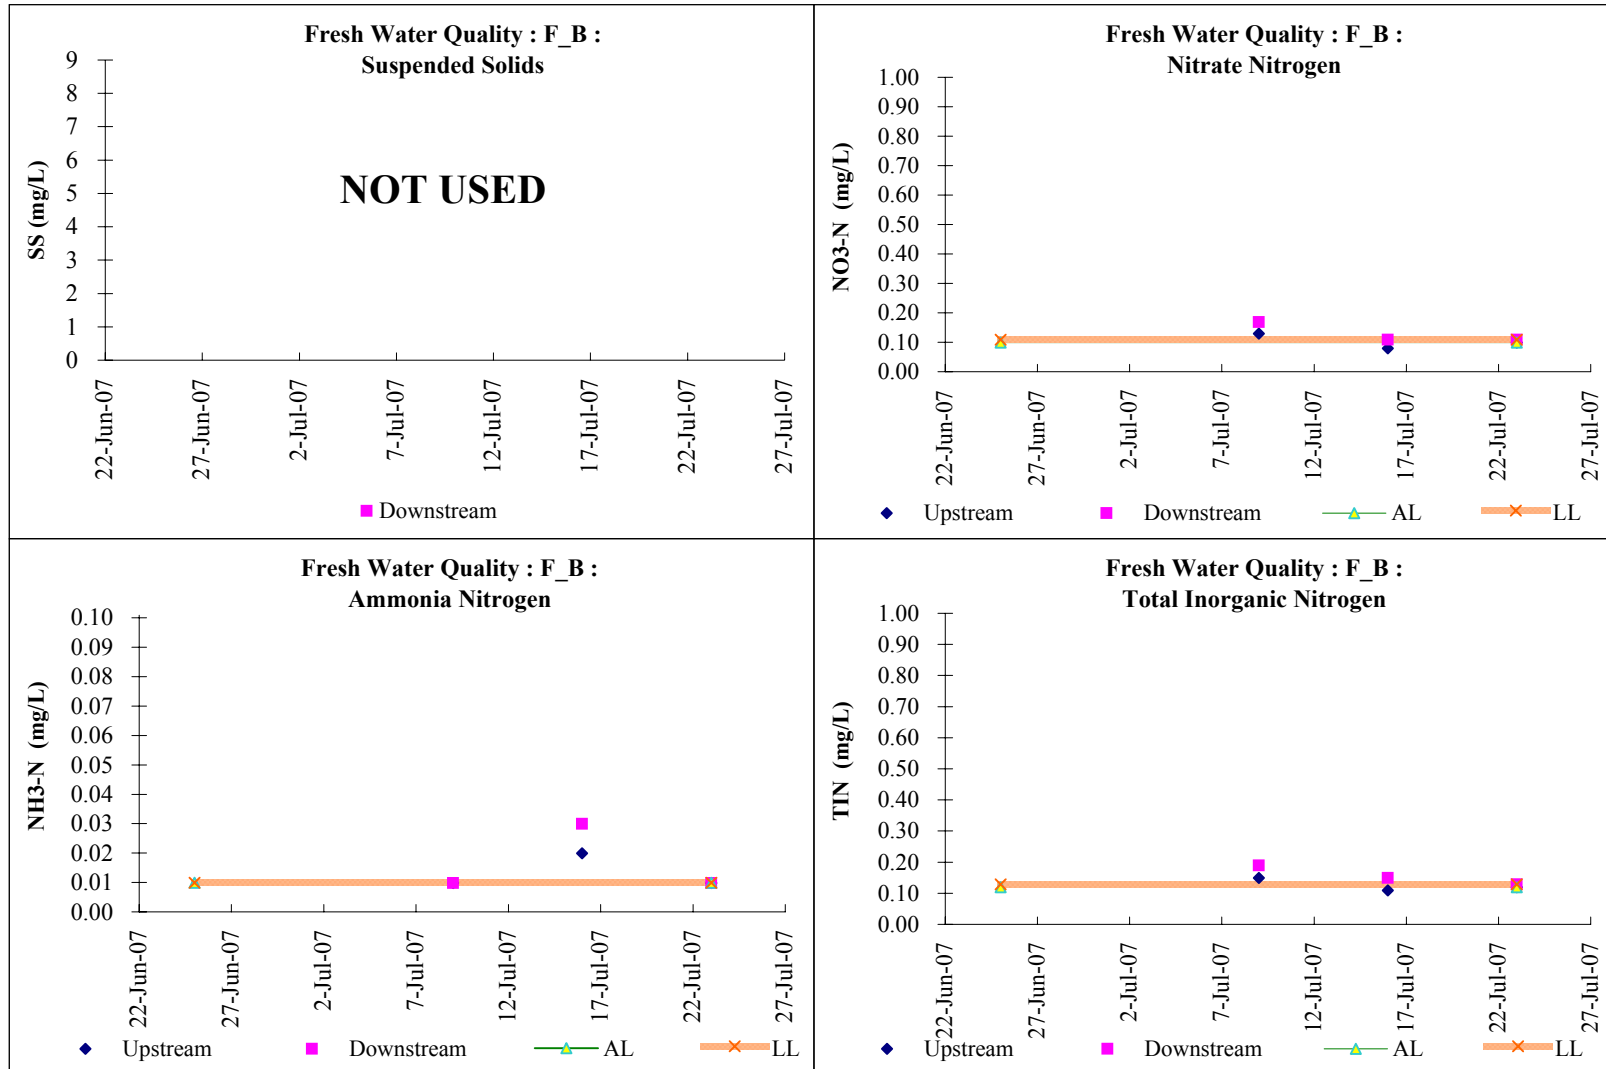 Fresh Water Quality : F_B :
Suspended Solids
SS (mg/L)
9
8
7
6
5
4
3
2
1
0
NOT USED
22-Jun-07
27-Jun-07
2-Jul-07
7-Jul-07
12-Jul-07
17-Jul-07
22-Jul-07
27-Jul-07
Downstream
Fresh Water Quality : F_B :
Nitrate Nitrogen
NO3-N (mg/L)
1.00
0.90
0.80
0.70
0.60
0.50
0.40
0.30
0.20
0.10
0.00
22-Jun-07
27-Jun-07
2-Jul-07
7-Jul-07
12-Jul-07
17-Jul-07
22-Jul-07
27-Jul-07
Upstream Downstream AL LL
Fresh Water Quality : F_B :
Ammonia Nitrogen
NH3-N (mg/L)
0.10
0.09
0.08
0.07
0.06
0.05
0.04
0.03
0.02
0.01
0.00
22-Jun-07
27-Jun-07
2-Jul-07
7-Jul-07
12-Jul-07
17-Jul-07
22-Jul-07
27-Jul-07
Upstream Downstream AL LL
Fresh Water Quality : F_B :
Total Inorganic Nitrogen
TIN (mg/L)
1.00
0.90
0.80
0.70
0.60
0.50
0.40
0.30
0.20
0.10
0.00
22-Jun-07
27-Jun-07
2-Jul-07
7-Jul-07
12-Jul-07
17-Jul-07
22-Jul-07
27-Jul-07
Upstream Downstream AL LL